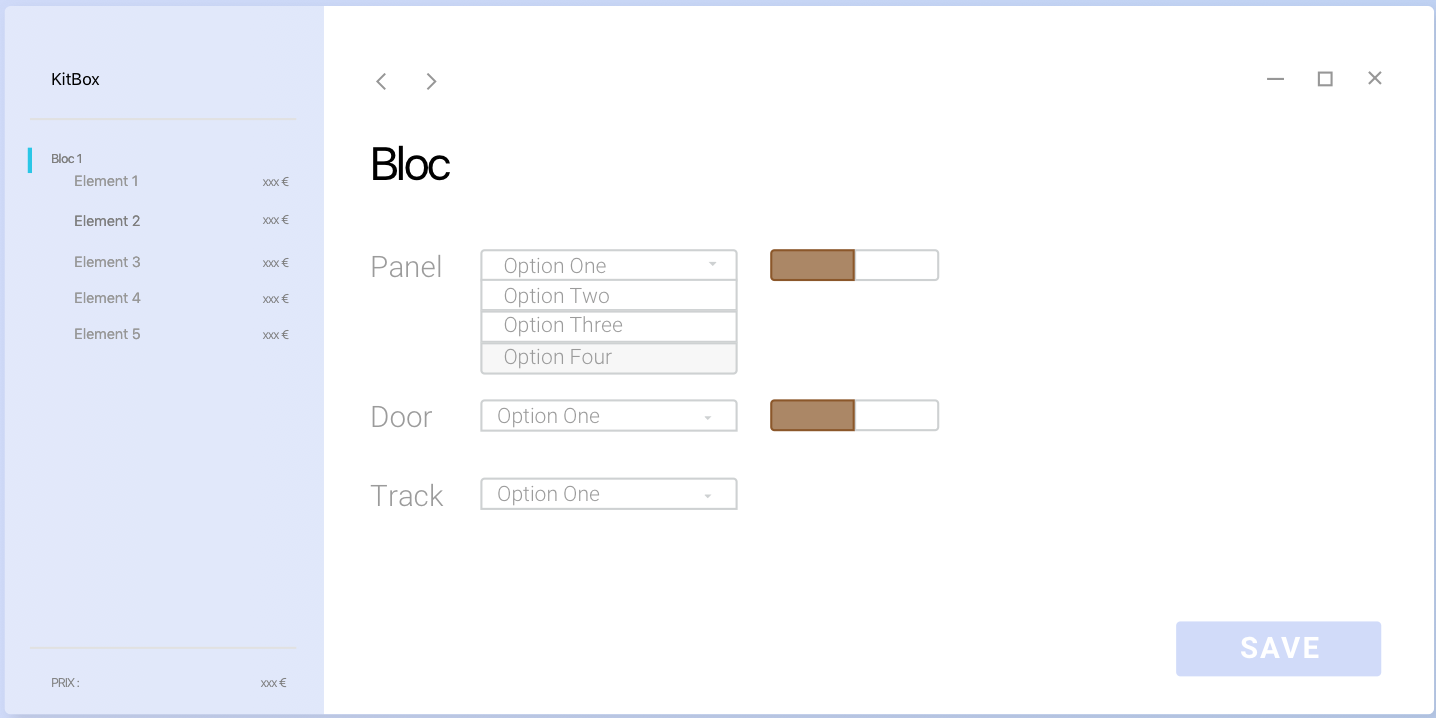 KitBox
Bloc 1
Element 1 xxx €
Element 2 xxx €
Element 3 xxx €
Element 4 xxx €
Element 5 xxx €
PRIX : xxx €
Bloc
Panel Option One
Option Two
Option Three
Option Four
Door Option One
Track Option One
SAVE